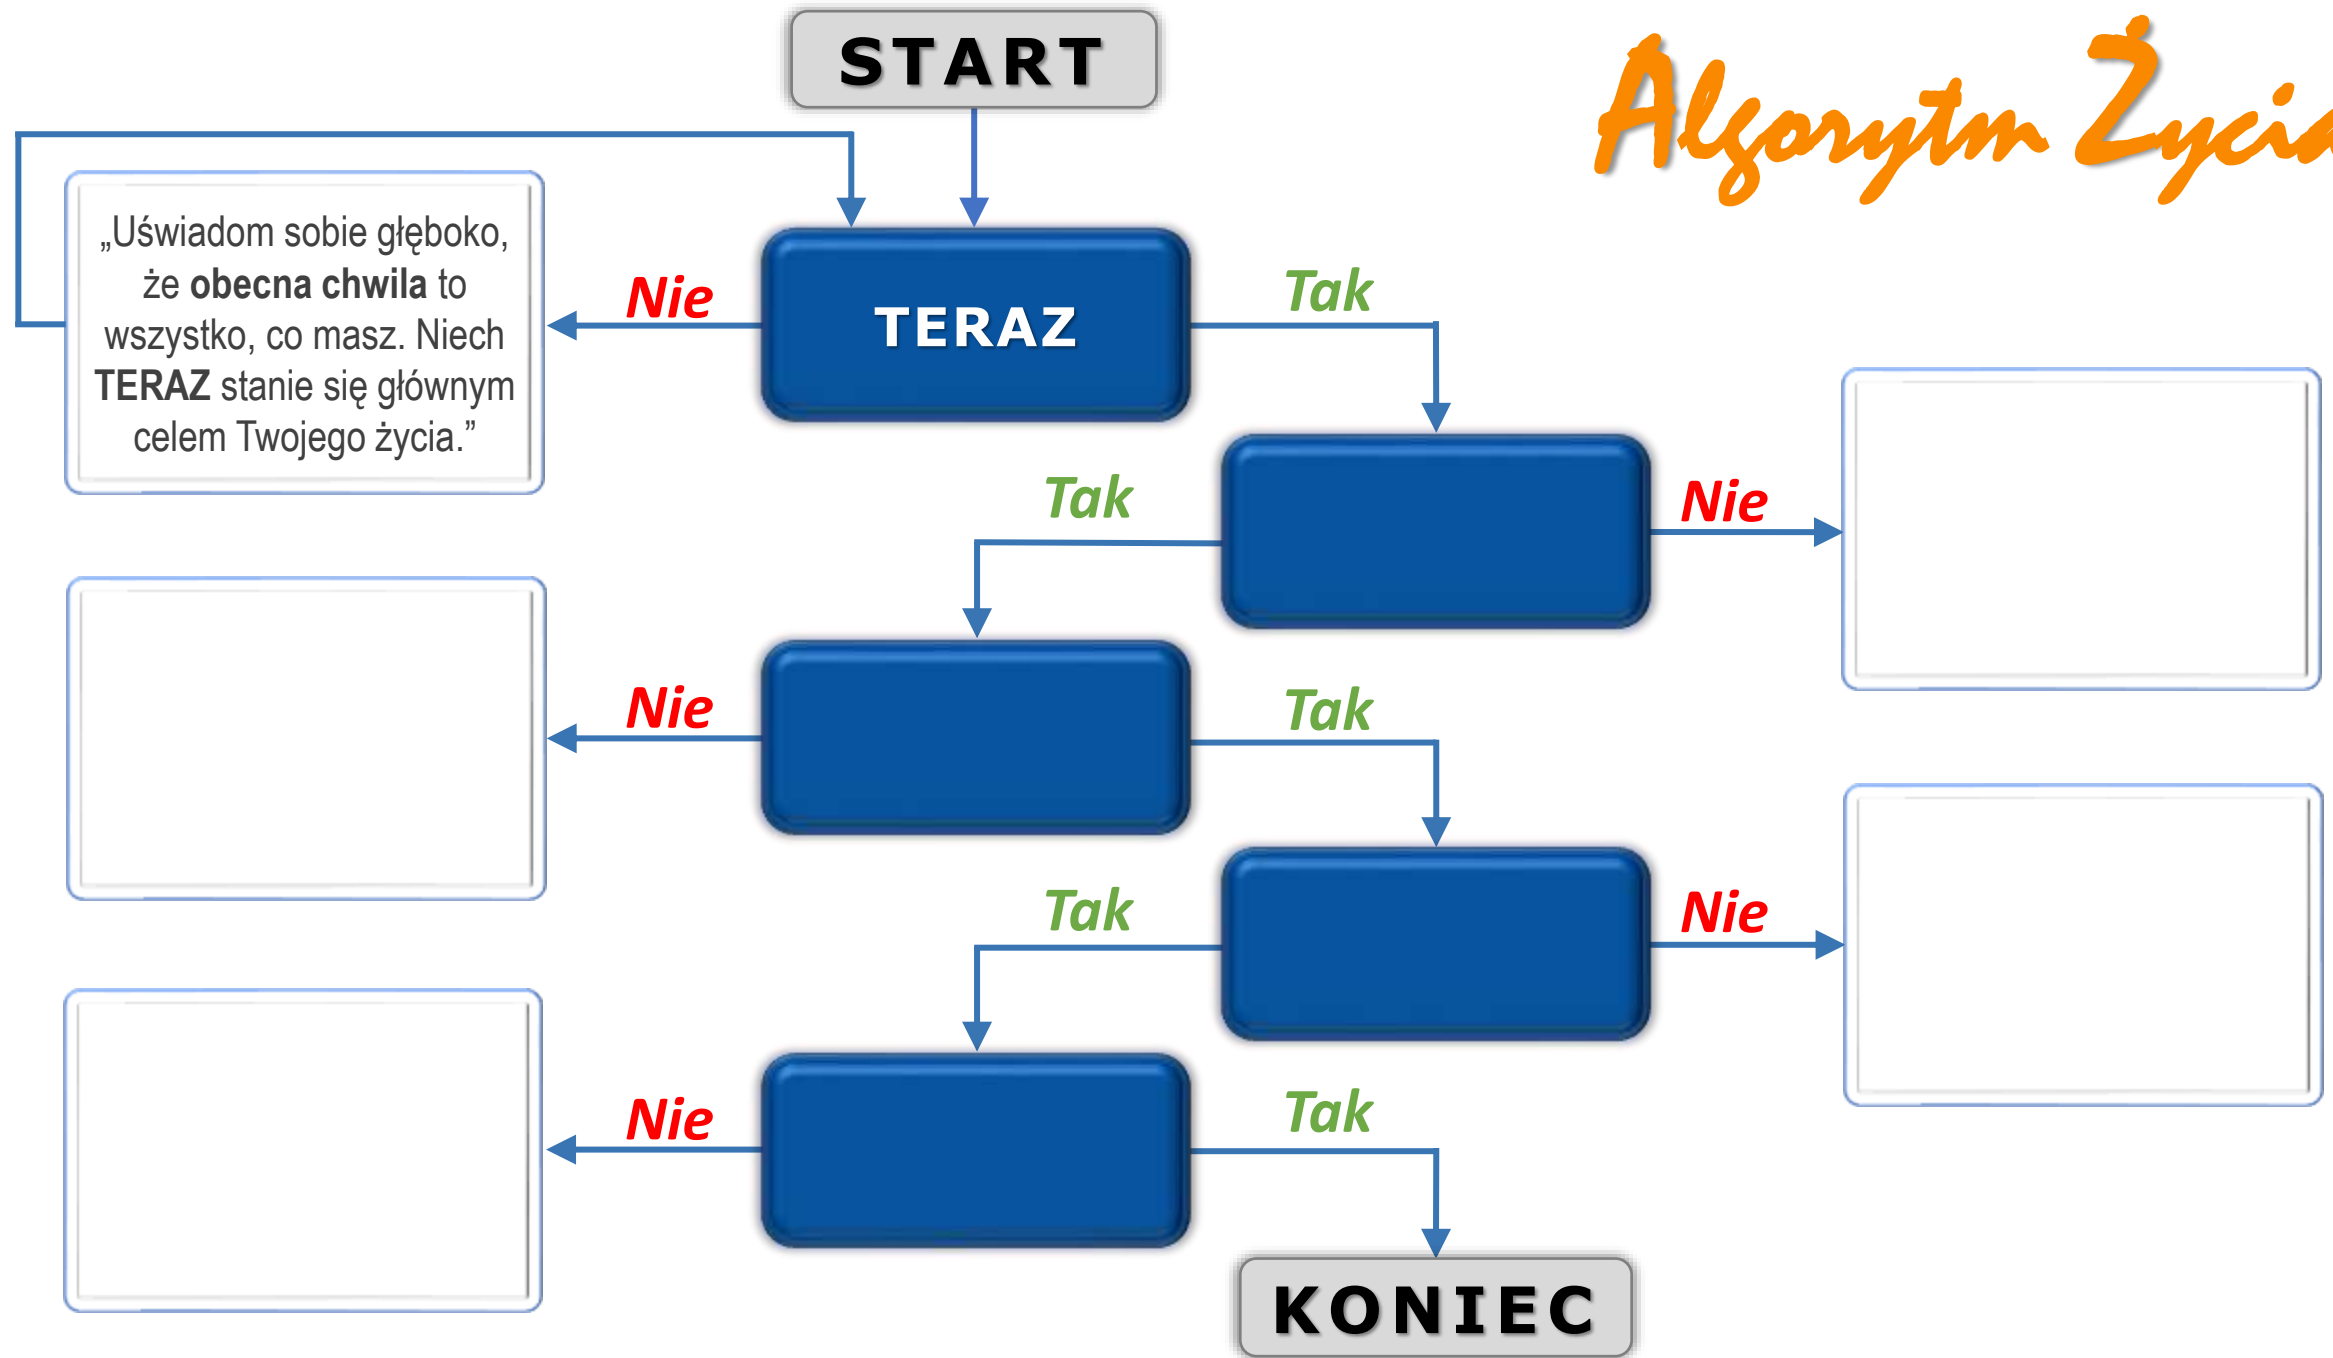 START
Algorytm Życia
„Uświadom sobie głęboko,
że obecna chwila to
wszystko, co masz. Niech
TERAZ stanie się głównym
celem Twojego życia.”
Nie
TERAZ
Tak
Tak
Nie
Nie
Tak
Tak
Nie
Nie
Tak
KONIEC